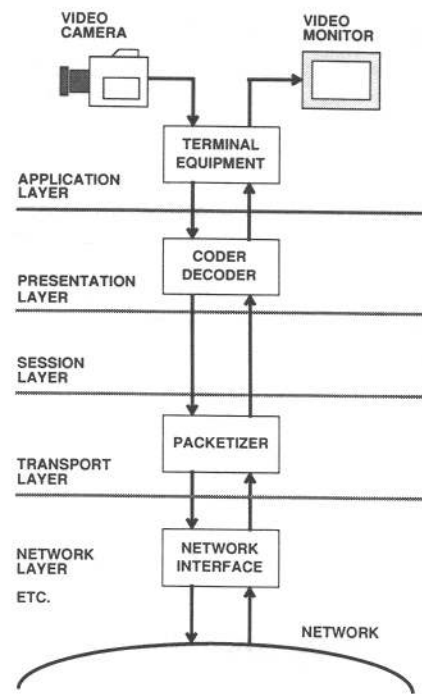 VIDEO
CAMERA
VIDEO
MONITOR
TERMINAL
EQUIPMENT
APPLICATION
LAYER
CODER
DECODER
PRESENTATION
LAYER
SESSION
LAYER
PACKETIZER
TRANSPORT
LAYER
NETWORK
LAYER
NETWORK
INTERFACE
ETC.
NETWORK